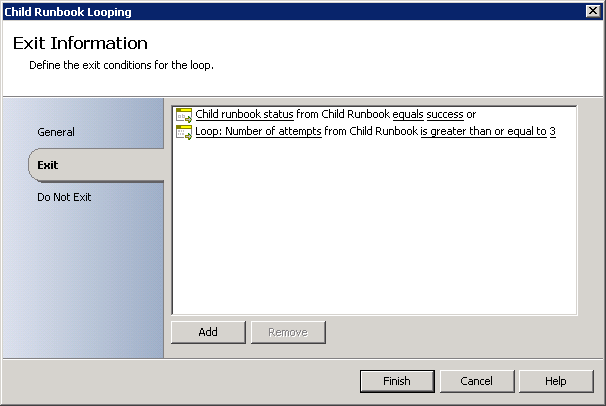 Child Runbook Looping
Exit Information
Define the exit conditions for the loop.
General
Exit
Do Not Exit
Child runbook status from Child Runbook equals success or
Loop: Number of attempts from Child Runbook is greater than or equal to 3
Add
Remove
Finish
Cancel
Help